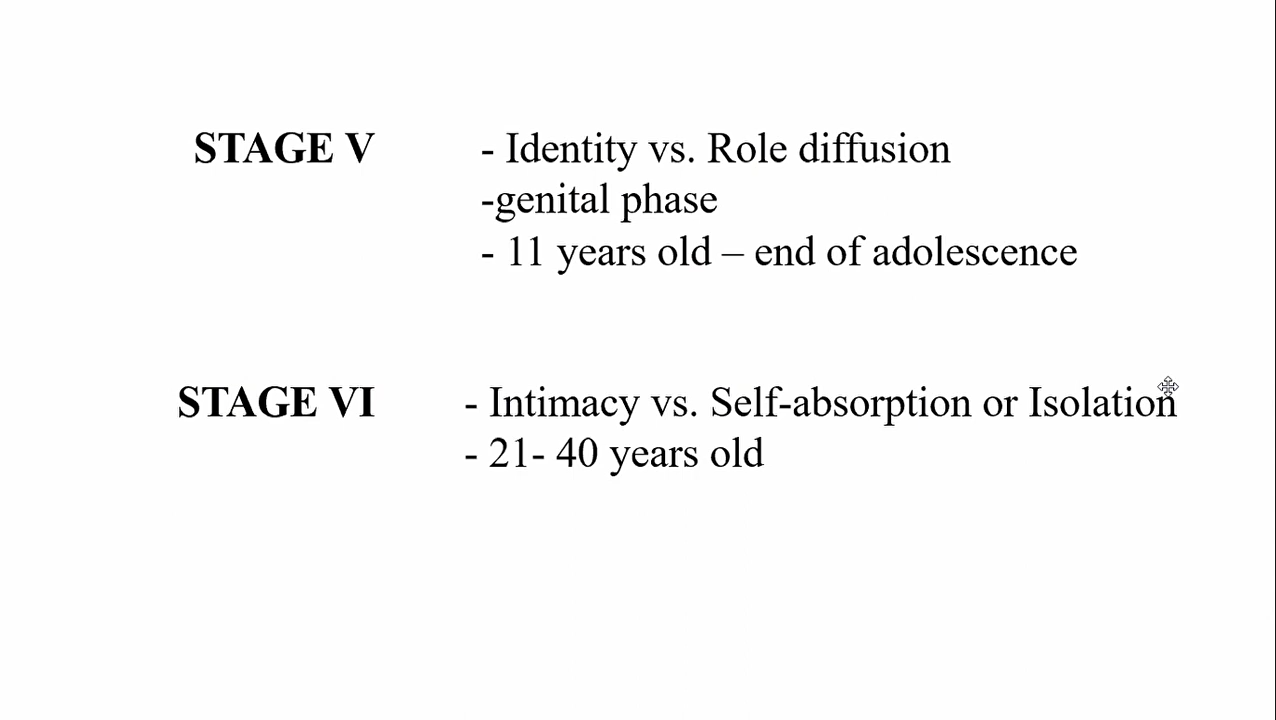 STAGE V - Identity vs. Role diffusion
-genital phase
- 11 years old – end of adolescence
STAGE VI - Intimacy vs. Self-absorption or Isolation
- 21- 40 years old